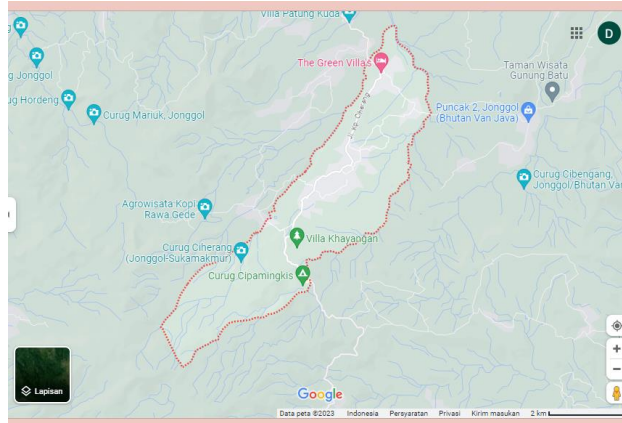 Villa Patung Kuda
D
g Jonggol
The Green Villas
Taman Wisata
Gunung Batu
ug Hordeng
Curug Mariuk, Jonggol
Puncak 2, Jonggol
(Bhutan Van Java)
Curug Cibengang,
Jonggol/Bhutan Van
Agrowisata Kopi
Rawa Gede
Villa Khayangan
Curug Ciherang
(Jonggol-Sukamakmur)
Curug Cipamingkis
Lapisan
Google
Data peta ©2023 Indonesia Persyaratan Privasi Kirim masukan 2 km